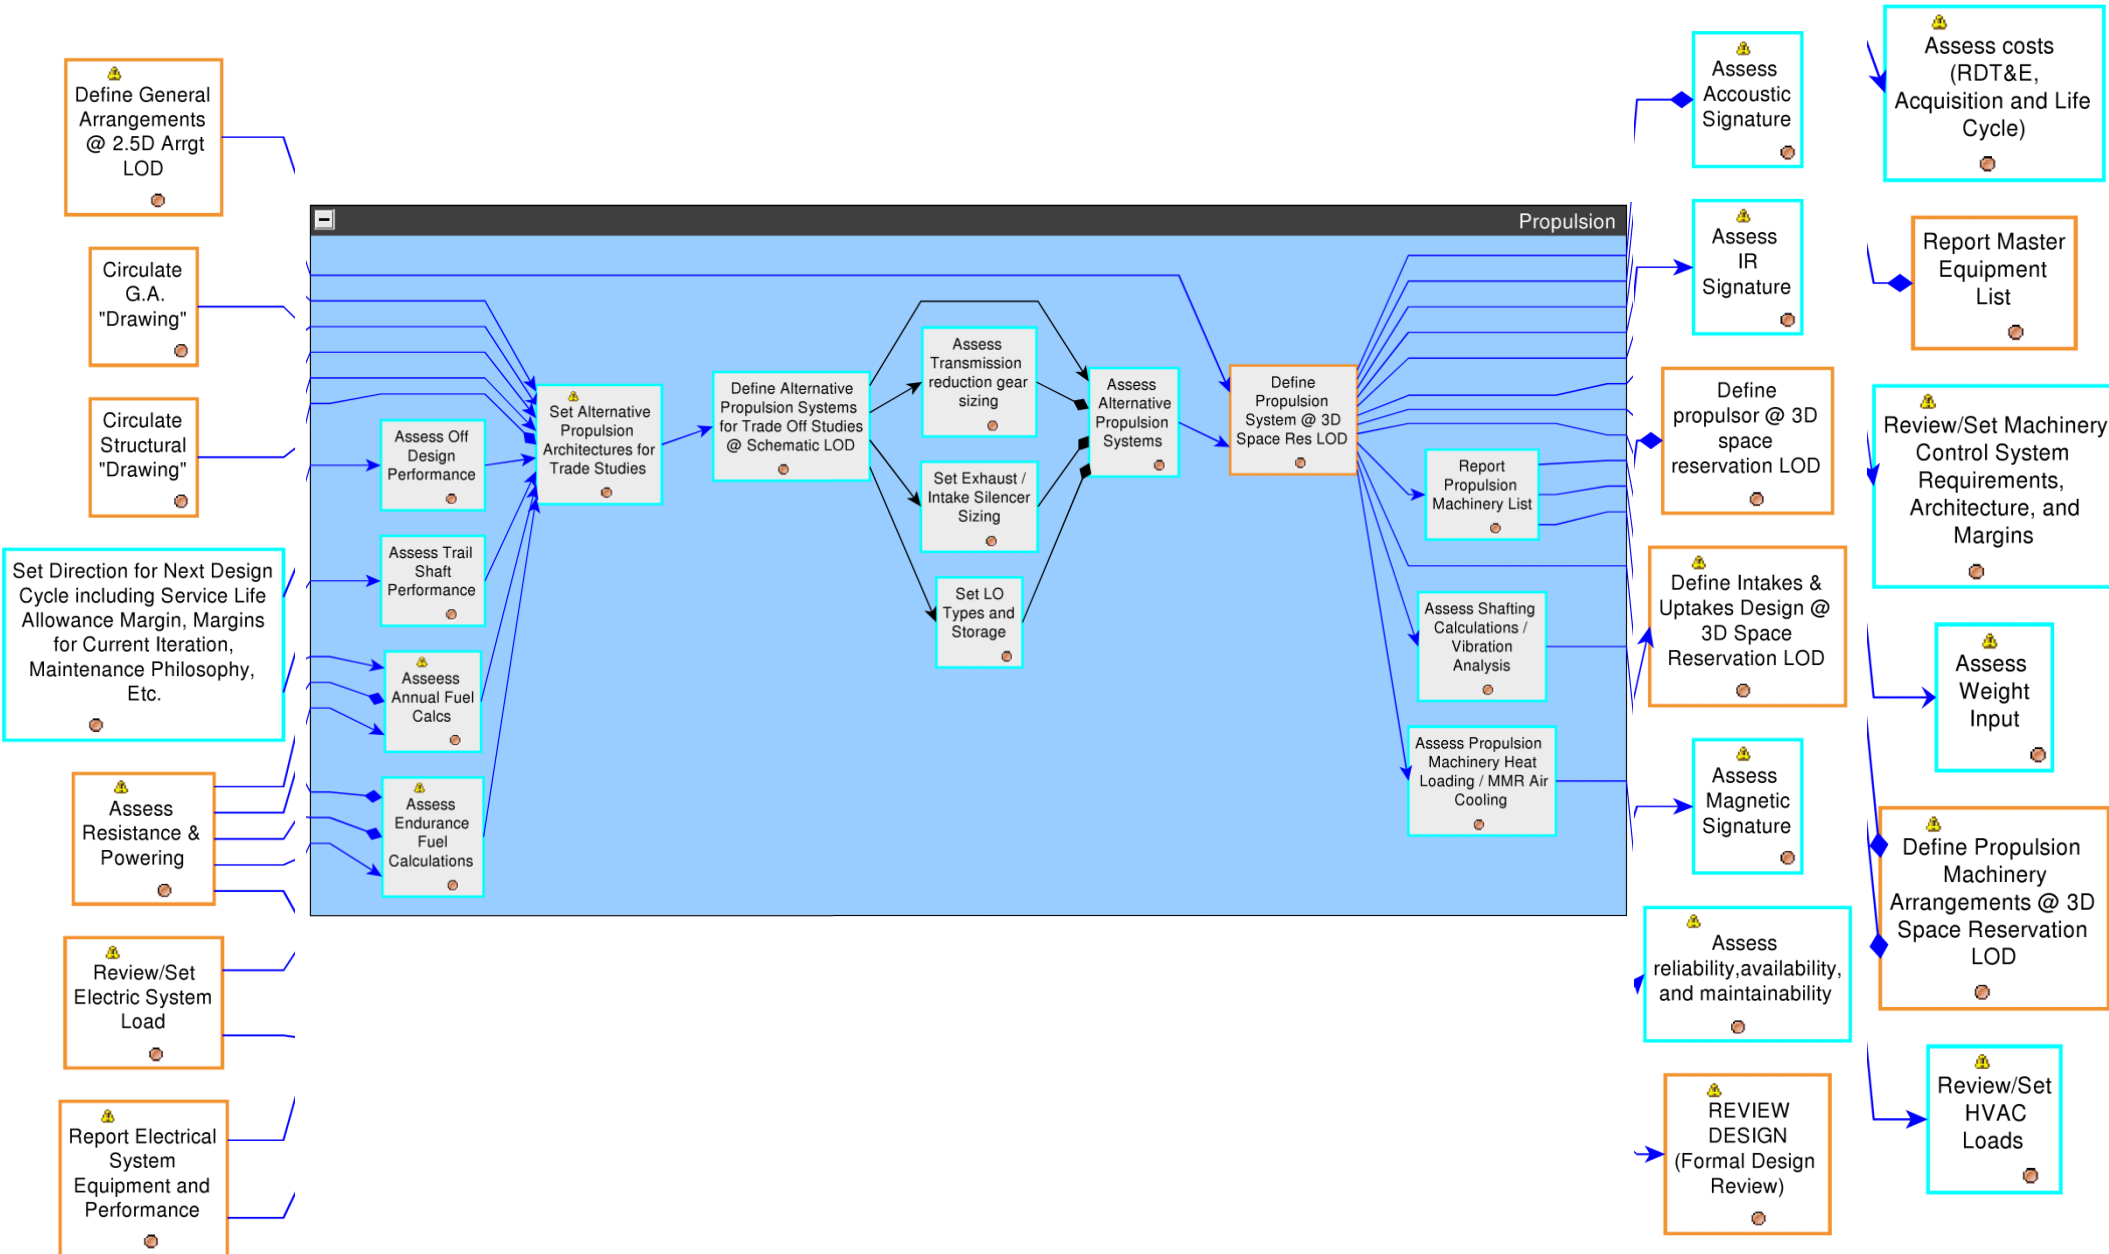 Define General
Arrangements
@ 2.5D Arrgt
LOD
Circulate
G.A.
"Drawing"
Circulate
Structural
"Drawing"
Set Direction for Next Design
Cycle including Service Life
Allowance Margin, Margins
for Current Iteration,
Maintenance Philosophy,
Etc.
Assess
Resistance &
Powering
Review/Set
Electric System
Load
Report Electrical
System
Equipment and
Performance
Propulsion
Assess Off
Design
Performance
Assess Trail
Shaft
Performance
Asseess
Annual Fuel
Calcs
Assess
Endurance
Fuel
Calculations
Set Alternative
Propulsion
Architectures for
Trade Studies
Define Alternative
Propulsion Systems
for Trade Off Studies
@ Schematic LOD
Assess
Transmission
reduction gear
sizing
Set Exhaust /
Intake Silencer
Sizing
Set LO
Types and
Storage
Assess
Alternative
Propulsion
Systems
Define
Propulsion
System @ 3D
Space Res LOD
Report
Propulsion
Machinery List
Assess Shafting
Calculations /
Vibration
Analysis
Assess Propulsion
Machinery Heat
Loading / MMR Air
Cooling
Assess
Accoustic
Signature
Assess
IR
Signature
Define
propulsor @ 3D
space
reservation LOD
Define Intakes &
Uptakes Design @
3D Space
Reservation LOD
Assess
Magnetic
Signature
Assess
reliability,availability,
and maintainability
REVIEW
DESIGN
(Formal Design
Review)
Assess costs
(RDT&E,
Acquisition and Life
Cycle)
Report Master
Equipment
List
Review/Set Machinery
Control System
Requirements,
Architecture, and
Margins
Assess
Weight
Input
Define Propulsion
Machinery
Arrangements @ 3D
Space Reservation
LOD
Review/Set
HVAC
Loads